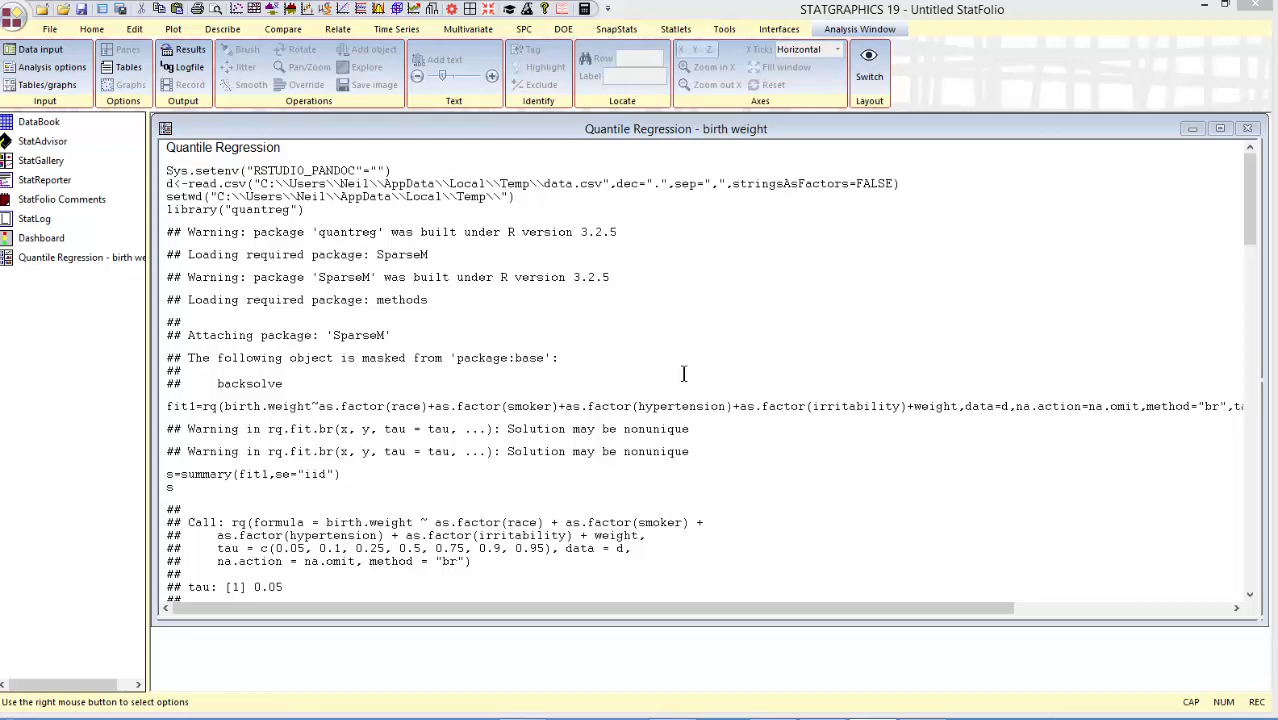 STATGRAPHICS 19 - Untitled StatFolio
File Home Edit Plot Describe Compare Relate Time Series Multivariate SPC DOE SnapStats Statlets Tools Interfaces Analysis Window
Data input Panes Results Brush Rotate Add object Add text Tag Row X Y Z X Ticks Horizontal
Analysis options Tables Logfile Jitter Pan/Zoom Explore Highlight Label Zoom in X Fill window Switch
Tables/graphs Graphs Record Smooth Override Save image Exclude Zoom out X Reset
Input Options Output Operations Text Identify Locate Axes Layout
DataBook
StatAdvisor
StatGallery
StatReporter
StatFolio Comments
StatLog
Dashboard
Quantile Regression - birth we
Quantile Regression - birth weight
Quantile Regression
Sys.setenv("RSTUDIO_PANDOC"="")
d<-read.csv("C:\\Users\\Neil\\AppData\\Local\\Temp\\data.csv",dec=".",sep=",",stringsAsFactors=FALSE)
setwd("C:\\Users\\Neil\\AppData\\Local\\Temp\\")
library("quantreg")
## Warning: package 'quantreg' was built under R version 3.2.5
## Loading required package: SparseM
## Warning: package 'SparseM' was built under R version 3.2.5
## Loading required package: methods
##
## Attaching package: 'SparseM'
## The following object is masked from 'package:base':
##
## backsolve
fit1=rq(birth.weight~as.factor(race)+as.factor(smoker)+as.factor(hypertension)+as.factor(irritability)+weight,data=d,na.action=na.omit,method="br",ta
## Warning in rq.fit.br(x, y, tau = tau, ...): Solution may be nonunique
## Warning in rq.fit.br(x, y, tau = tau, ...): Solution may be nonunique
s=summary(fit1,se="iid")
s
##
## Call: rq(formula = birth.weight ~ as.factor(race) + as.factor(smoker) +
## as.factor(hypertension) + as.factor(irritability) + weight,
## tau = c(0.05, 0.1, 0.25, 0.5, 0.75, 0.9, 0.95), data = d,
## na.action = na.omit, method = "br")
##
## tau: [1] 0.05
##
Use the right mouse button to select options
CAP NUM REC